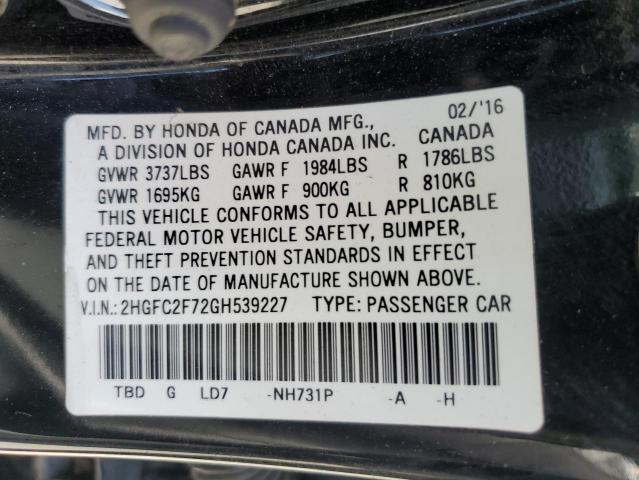 02/'16
MFD. BY HONDA OF CANADA MFG.,
A DIVISION OF HONDA CANADA INC. CANADA
GVWR 3737LBS GAWR F 1984LBS R 1786LBS
GVWR 1695KG GAWR F 900KG R 810KG
THIS VEHICLE CONFORMS TO ALL APPLICABLE
FEDERAL MOTOR VEHICLE SAFETY, BUMPER,
AND THEFT PREVENTION STANDARDS IN EFFECT
ON THE DATE OF MANUFACTURE SHOWN ABOVE.
V.I.N.:2HGFC2F72GH539227 TYPE: PASSENGER CAR
TBD G LD7 -NH731P -A -H